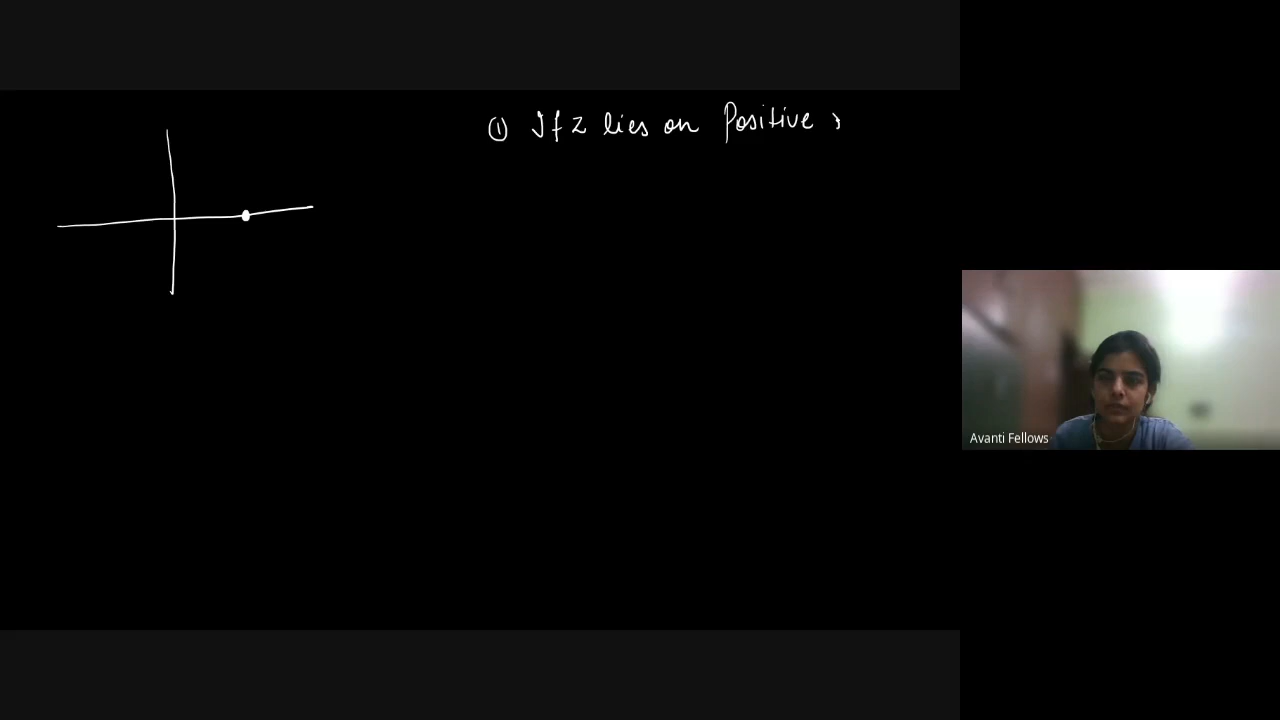 ① If z lies on Positive
Avanti Fellows